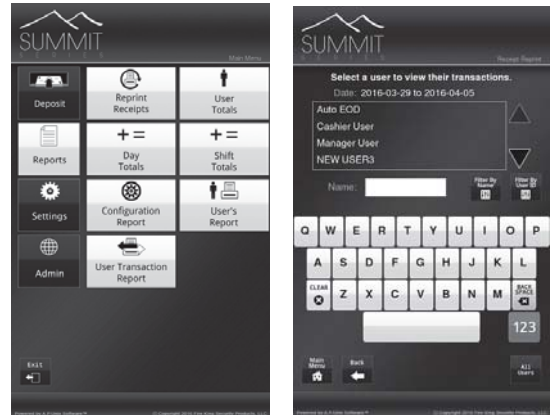 SUMMIT
SERIES
Main Menu
Deposit
Reprint
Receipts
User
Totals
Reports
+ =
Day
Totals
+ =
Shift
Totals
Settings
Configuration
Report
User's
Report
Admin
User Transaction
Report
Exit
SUMMIT
SERIES
Receipt Reprint
Select a user to view their transactions.
Date: 2016-03-29 to 2016-04-05
Auto EOD
Cashier User
Manager User
NEW USER3
Name:
Filter By
Name
Filter By
User ID
Q W E R T Y U I O P
A S D F G H J K L
CLEAR Z X C V B N M BACK
SPACE
123
Main
Menu
Back
All
Users